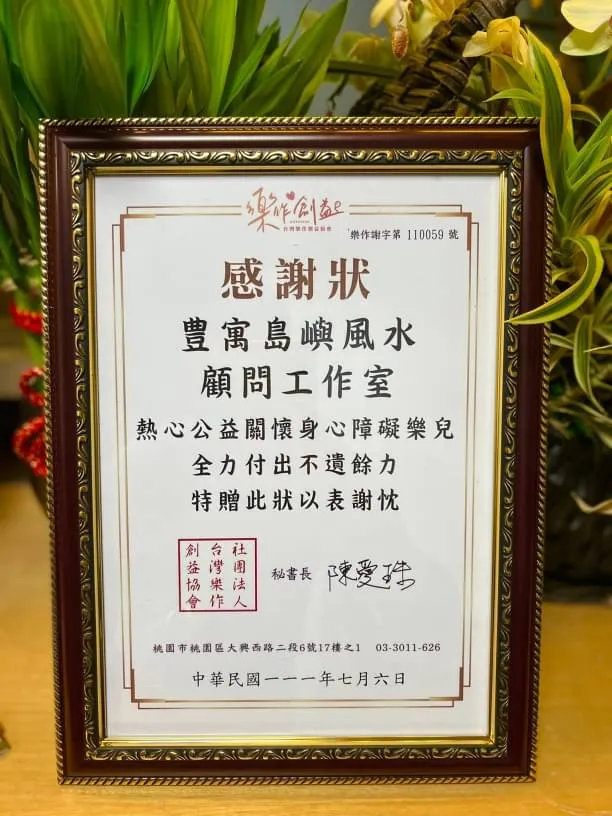 樂作創益
台灣樂作創益協會
樂作謝字第 110059 號
感謝狀
豐寓島嶼風水
顧問工作室
熱心公益關懷身心障礙樂兒
全力付出不遺餘力
特贈此狀以表謝忱
社團法人
台灣樂作
創益協會
秘書長 陳愛珠
桃園市桃園區大興西路二段6號17樓之1 03-3011-626
中華民國一一一年七月六日